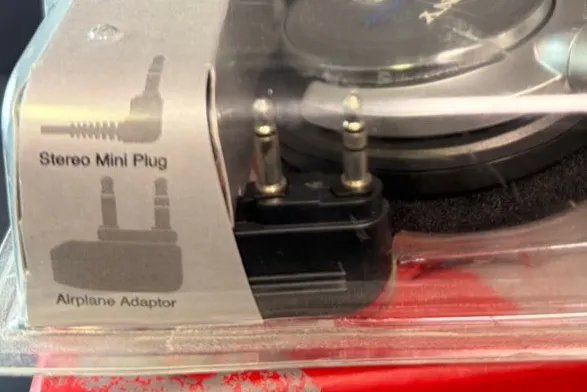 Stereo Mini Plug
Airplane Adaptor